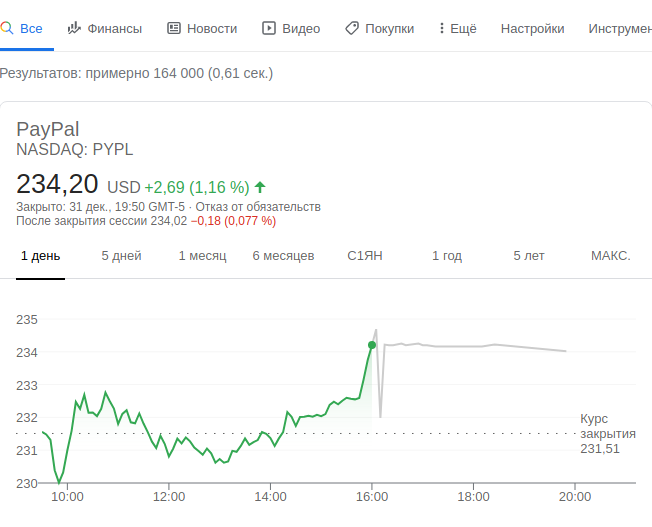 Все Финансы Новости Видео Покупки Ещё Настройки Инструмен
Результатов: примерно 164 000 (0,61 сек.)
PayPal
NASDAQ: PYPL
234,20 USD +2,69 (1,16 %)
Закрыто: 31 дек., 19:50 GMT-5 · Отказ от обязательств
После закрытия сессии 234,02 −0,18 (0,077 %)
1 день 5 дней 1 месяц 6 месяцев С1ЯН 1 год 5 лет МАКС.
235
234
233
232
Курс
закрытия
231,51
231
230
10:00 12:00 14:00 16:00 18:00 20:00